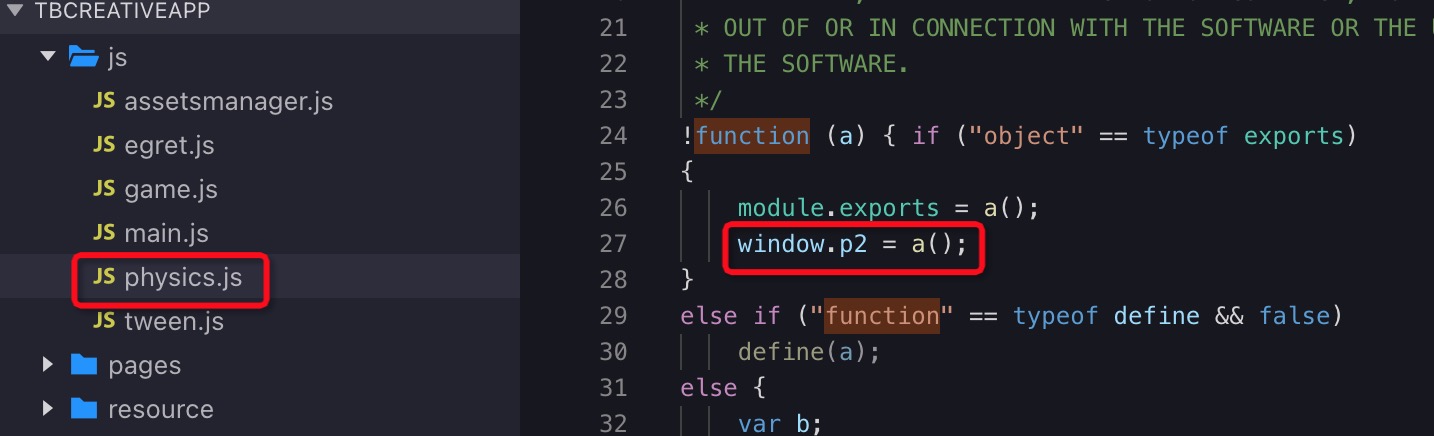 TBCREATIVEAPP
js
JS assetsmanager.js
JS egret.js
JS game.js
JS main.js
JS physics.js
JS tween.js
pages
resource
21 * OUT OF OR IN CONNECTION WITH THE SOFTWARE OR THE
22 * THE SOFTWARE.
23 */
24 !function (a) { if ("object" == typeof exports)
25 {
26 module.exports = a();
27 window.p2 = a();
28 }
29 else if ("function" == typeof define && false)
30 define(a);
31 else {
32 var b;